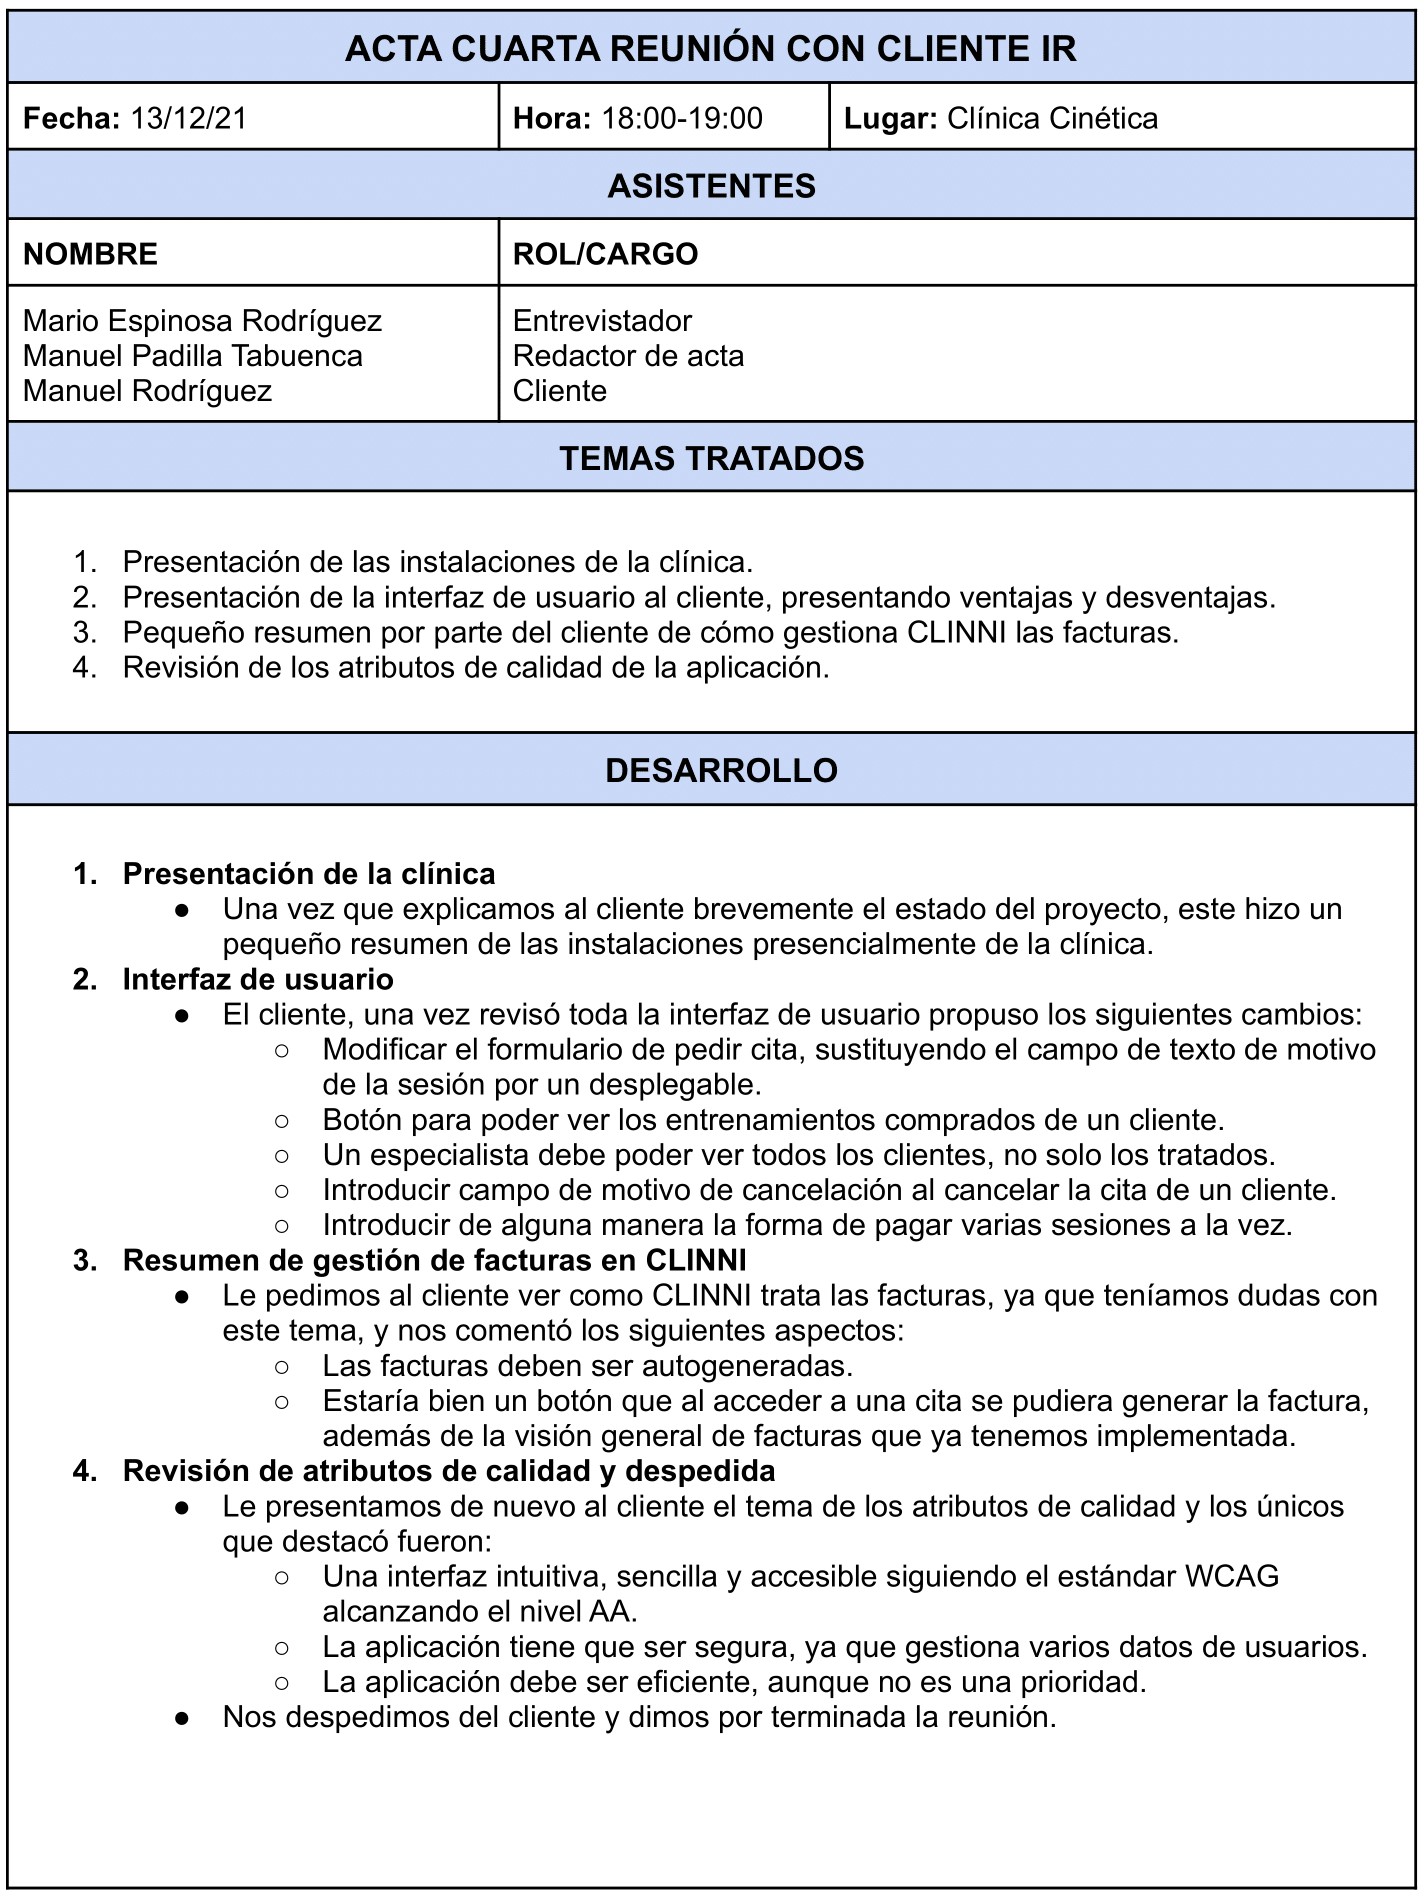 ACTA CUARTA REUNIÓN CON CLIENTE IR
Fecha: 13/12/21 Hora: 18:00-19:00 Lugar: Clínica Cinética
ASISTENTES
NOMBRE ROL/CARGO
Mario Espinosa Rodríguez Entrevistador
Manuel Padilla Tabuenca Redactor de acta
Manuel Rodríguez Cliente
TEMAS TRATADOS
1. Presentación de las instalaciones de la clínica.
2. Presentación de la interfaz de usuario al cliente, presentando ventajas y desventajas.
3. Pequeño resumen por parte del cliente de cómo gestiona CLINNI las facturas.
4. Revisión de los atributos de calidad de la aplicación.
DESARROLLO
1. Presentación de la clínica
● Una vez que explicamos al cliente brevemente el estado del proyecto, este hizo un
pequeño resumen de las instalaciones presencialmente de la clínica.
2. Interfaz de usuario
● El cliente, una vez revisó toda la interfaz de usuario propuso los siguientes cambios:
○ Modificar el formulario de pedir cita, sustituyendo el campo de texto de motivo
de la sesión por un desplegable.
○ Botón para poder ver los entrenamientos comprados de un cliente.
○ Un especialista debe poder ver todos los clientes, no solo los tratados.
○ Introducir campo de motivo de cancelación al cancelar la cita de un cliente.
○ Introducir de alguna manera la forma de pagar varias sesiones a la vez.
3. Resumen de gestión de facturas en CLINNI
● Le pedimos al cliente ver como CLINNI trata las facturas, ya que teníamos dudas con
este tema, y nos comentó los siguientes aspectos:
○ Las facturas deben ser autogeneradas.
○ Estaría bien un botón que al acceder a una cita se pudiera generar la factura,
además de la visión general de facturas que ya tenemos implementada.
4. Revisión de atributos de calidad y despedida
● Le presentamos de nuevo al cliente el tema de los atributos de calidad y los únicos
que destacó fueron:
○ Una interfaz intuitiva, sencilla y accesible siguiendo el estándar WCAG
alcanzando el nivel AA.
○ La aplicación tiene que ser segura, ya que gestiona varios datos de usuarios.
○ La aplicación debe ser eficiente, aunque no es una prioridad.
● Nos despedimos del cliente y dimos por terminada la reunión.